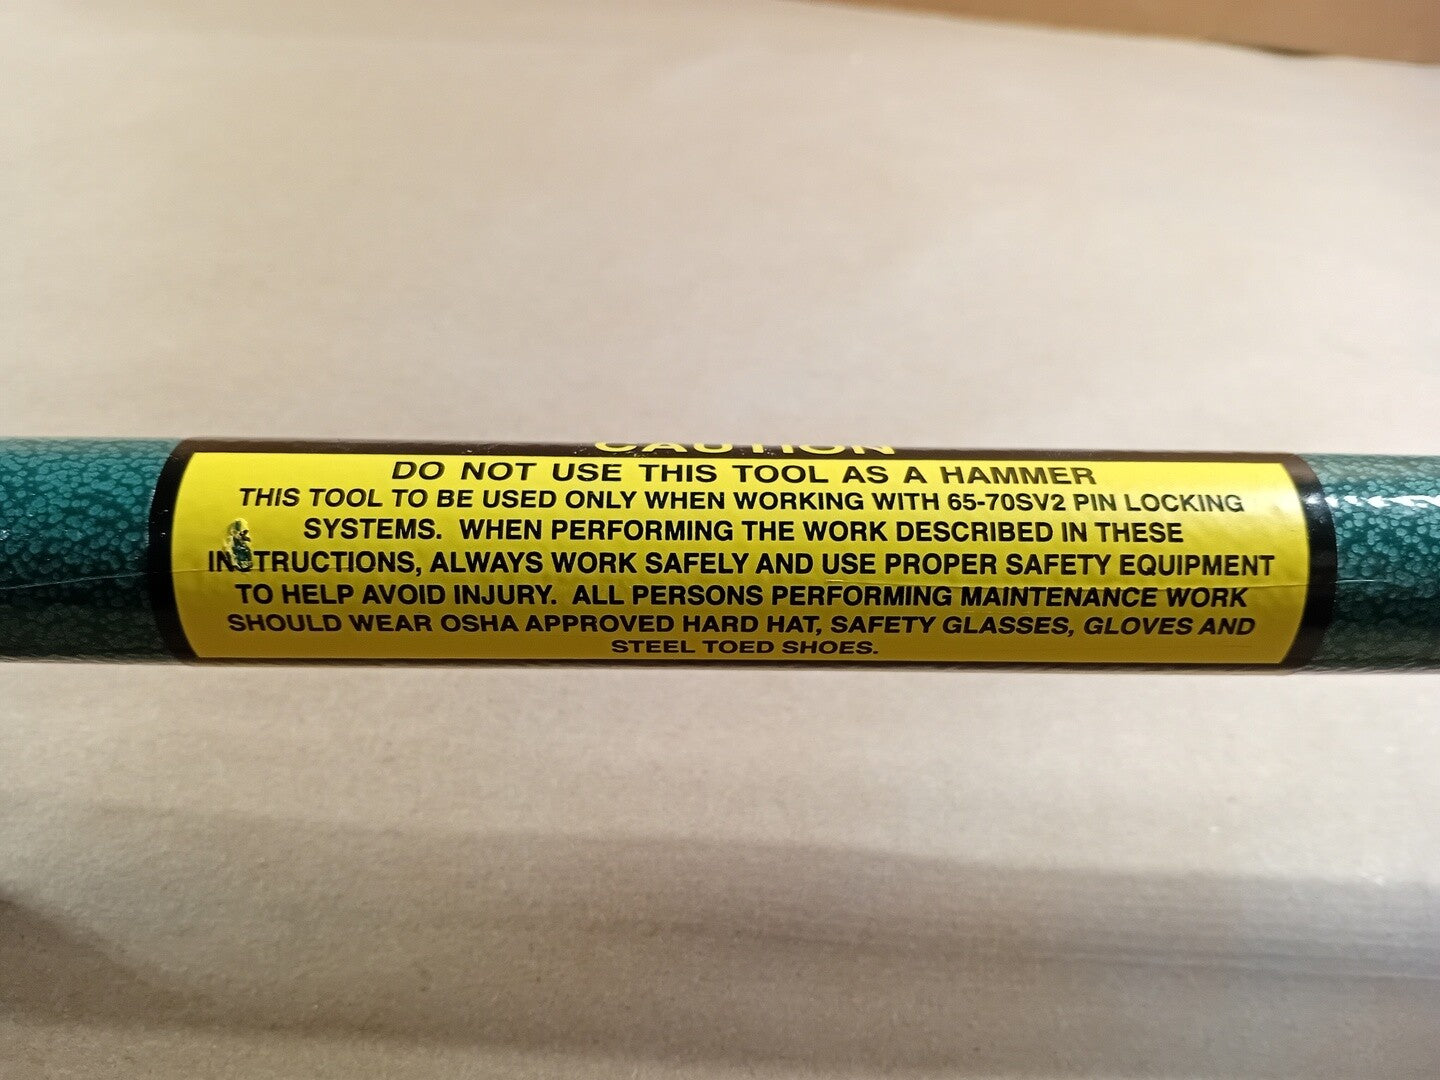 CAUTION
DO NOT USE THIS TOOL AS A HAMMER
THIS TOOL TO BE USED ONLY WHEN WORKING WITH 65-70SV2 PIN LOCKING
SYSTEMS. WHEN PERFORMING THE WORK DESCRIBED IN THESE
INSTRUCTIONS, ALWAYS WORK SAFELY AND USE PROPER SAFETY EQUIPMENT
TO HELP AVOID INJURY. ALL PERSONS PERFORMING MAINTENANCE WORK
SHOULD WEAR OSHA APPROVED HARD HAT, SAFETY GLASSES, GLOVES AND
STEEL TOED SHOES.